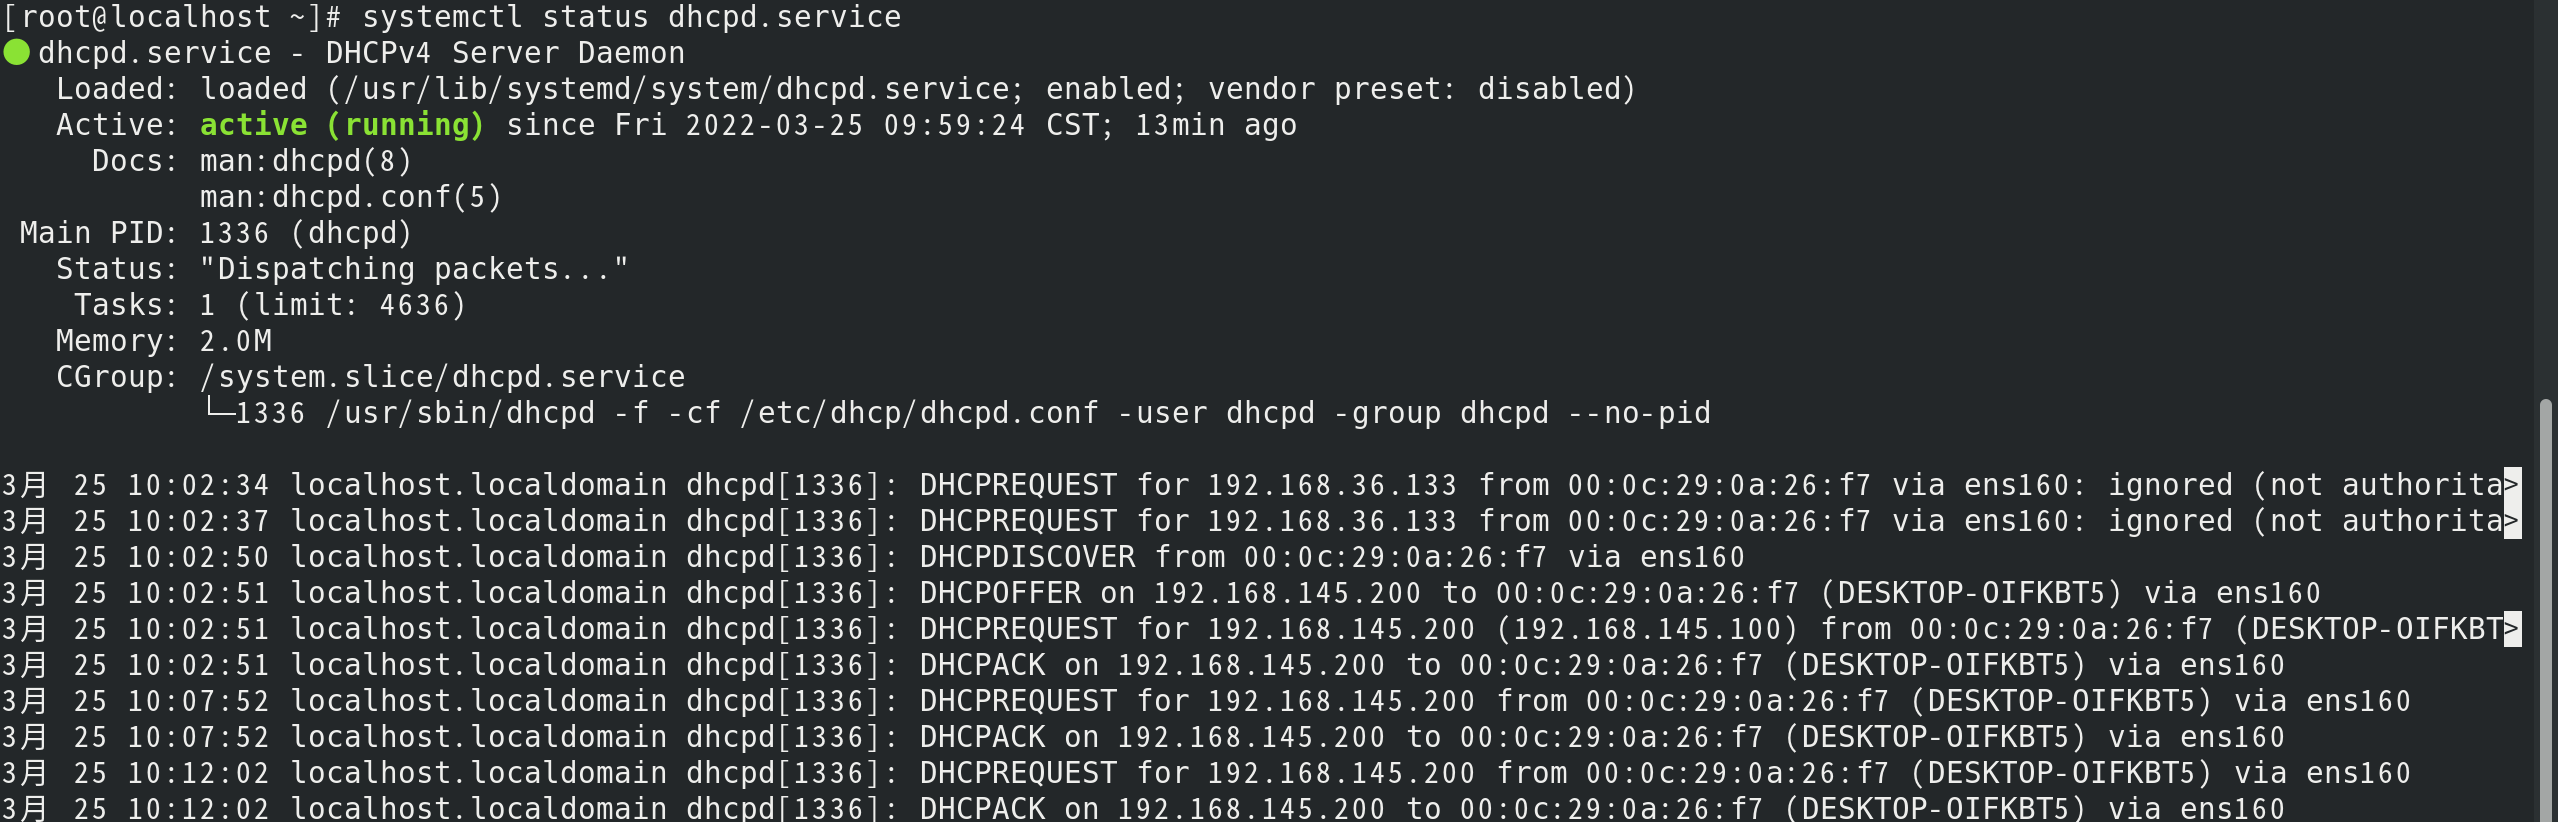 [root@localhost ~]# systemctl status dhcpd.service
● dhcpd.service - DHCPv4 Server Daemon
   Loaded: loaded (/usr/lib/systemd/system/dhcpd.service; enabled; vendor preset: disabled)
   Active: active (running) since Fri 2022-03-25 09:59:24 CST; 13min ago
     Docs: man:dhcpd(8)
           man:dhcpd.conf(5)
 Main PID: 1336 (dhcpd)
   Status: "Dispatching packets..."
    Tasks: 1 (limit: 4636)
   Memory: 2.0M
   CGroup: /system.slice/dhcpd.service
           └─1336 /usr/sbin/dhcpd -f -cf /etc/dhcp/dhcpd.conf -user dhcpd -group dhcpd --no-pid
3月 25 10:02:34 localhost.localdomain dhcpd[1336]: DHCPREQUEST for 192.168.36.133 from 00:0c:29:0a:26:f7 via ens160: ignored (not authorita>
3月 25 10:02:37 localhost.localdomain dhcpd[1336]: DHCPREQUEST for 192.168.36.133 from 00:0c:29:0a:26:f7 via ens160: ignored (not authorita>
3月 25 10:02:50 localhost.localdomain dhcpd[1336]: DHCPDISCOVER from 00:0c:29:0a:26:f7 via ens160
3月 25 10:02:51 localhost.localdomain dhcpd[1336]: DHCPOFFER on 192.168.145.200 to 00:0c:29:0a:26:f7 (DESKTOP-OIFKBT5) via ens160
3月 25 10:02:51 localhost.localdomain dhcpd[1336]: DHCPREQUEST for 192.168.145.200 (192.168.145.100) from 00:0c:29:0a:26:f7 (DESKTOP-OIFKBT>
3月 25 10:02:51 localhost.localdomain dhcpd[1336]: DHCPACK on 192.168.145.200 to 00:0c:29:0a:26:f7 (DESKTOP-OIFKBT5) via ens160
3月 25 10:07:52 localhost.localdomain dhcpd[1336]: DHCPREQUEST for 192.168.145.200 from 00:0c:29:0a:26:f7 (DESKTOP-OIFKBT5) via ens160
3月 25 10:07:52 localhost.localdomain dhcpd[1336]: DHCPACK on 192.168.145.200 to 00:0c:29:0a:26:f7 (DESKTOP-OIFKBT5) via ens160
3月 25 10:12:02 localhost.localdomain dhcpd[1336]: DHCPREQUEST for 192.168.145.200 from 00:0c:29:0a:26:f7 (DESKTOP-OIFKBT5) via ens160
3月 25 10:12:02 localhost.localdomain dhcpd[1336]: DHCPACK on 192.168.145.200 to 00:0c:29:0a:26:f7 (DESKTOP-OIFKBT5) via ens160